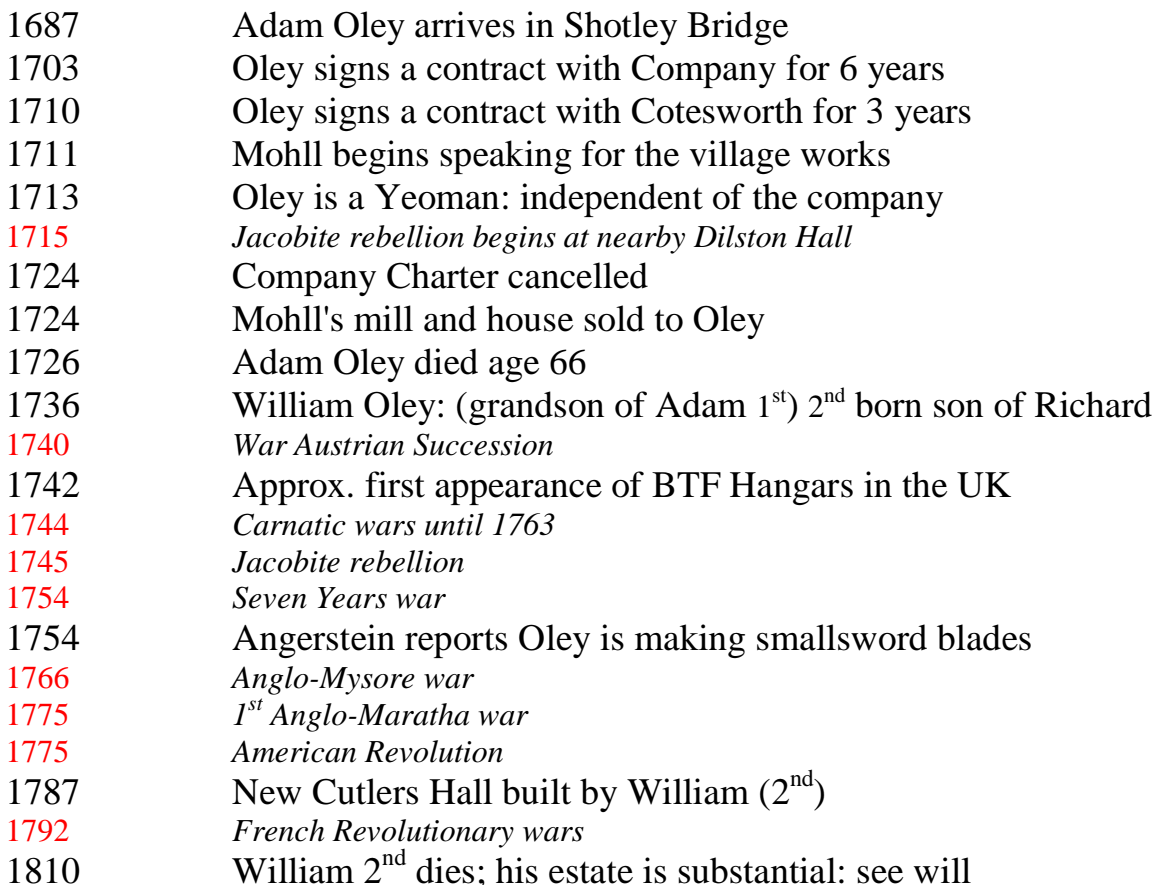 1687 Adam Oley arrives in Shotley Bridge
1703 Oley signs a contract with Company for 6 years
1710 Oley signs a contract with Cotesworth for 3 years
1711 Mohll begins speaking for the village works
1713 Oley is a Yeoman: independent of the company
1715 Jacobite rebellion begins at nearby Dilston Hall
1724 Company Charter cancelled
1724 Mohll's mill and house sold to Oley
1726 Adam Oley died age 66
1736 William Oley: (grandson of Adam 1st) 2nd born son of Richard
1740 War Austrian Succession
1742 Approx. first appearance of BTF Hangars in the UK
1744 Carnatic wars until 1763
1745 Jacobite rebellion
1754 Seven Years war
1754 Angerstein reports Oley is making smallsword blades
1766 Anglo-Mysore war
1775 1st Anglo-Maratha war
1775 American Revolution
1787 New Cutlers Hall built by William (2nd)
1792 French Revolutionary wars
1810 William 2nd dies; his estate is substantial: see will